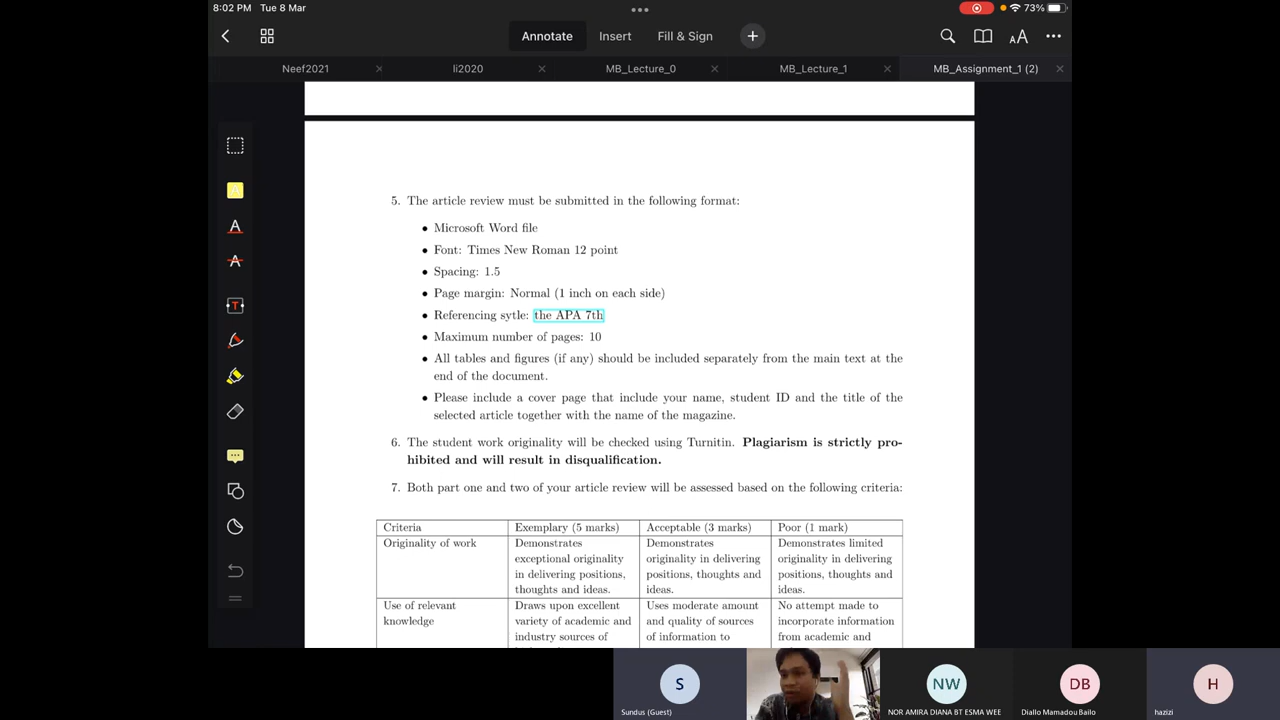 8:02 PM Tue 8 Mar
73%
Annotate Insert Fill & Sign
AA
Neef2021 li2020 MB_Lecture_0 MB_Lecture_1 MB_Assignment_1 (2)
5. The article review must be submitted in the following format:
• Microsoft Word file
• Font: Times New Roman 12 point
• Spacing: 1.5
• Page margin: Normal (1 inch on each side)
• Referencing sytle: the APA 7th
• Maximum number of pages: 10
• All tables and figures (if any) should be included separately from the main text at the
end of the document.
• Please include a cover page that include your name, student ID and the title of the
selected article together with the name of the magazine.
6. The student work originality will be checked using Turnitin. Plagiarism is strictly pro-
hibited and will result in disqualification.
7. Both part one and two of your article review will be assessed based on the following criteria:
Criteria Exemplary (5 marks) Acceptable (3 marks) Poor (1 mark)
Originality of work Demonstrates Demonstrates Demonstrates limited
exceptional originality originality in delivering originality in delivering
in delivering positions, positions, thoughts and positions, thoughts and
thoughts and ideas. ideas. ideas.
Use of relevant Draws upon excellent Uses moderate amount No attempt made to
knowledge variety of academic and and quality of sources incorporate information
industry sources of of information to from academic and
A
A
A
T
S NW DB H
Sundus (Guest) NOR AMIRA DIANA BT ESMA WEE Diallo Mamadou Bailo hazizi